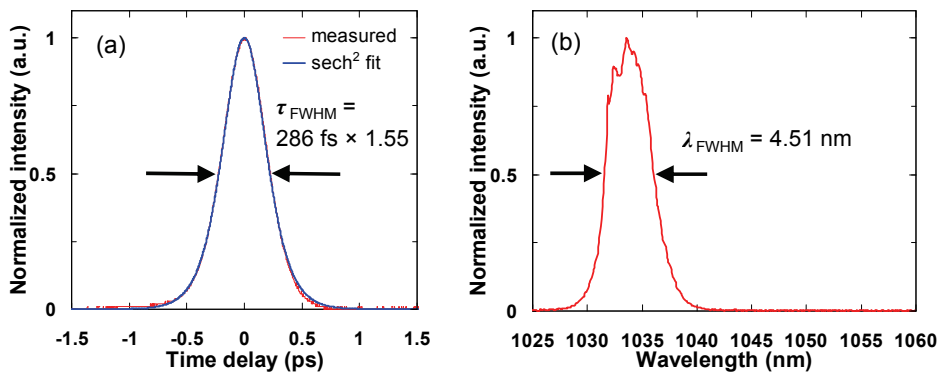 (a)
measured
sech² fit
τ FWHM =
286 fs × 1.55
Normalized intensity (a.u.)
1
0.5
0
-1.5 -1 -0.5 0 0.5 1 1.5
Time delay (ps)
(b)
λ FWHM = 4.51 nm
Normalized intensity (a.u.)
1
0.5
0
1025 1030 1035 1040 1045 1050 1055 1060
Wavelength (nm)